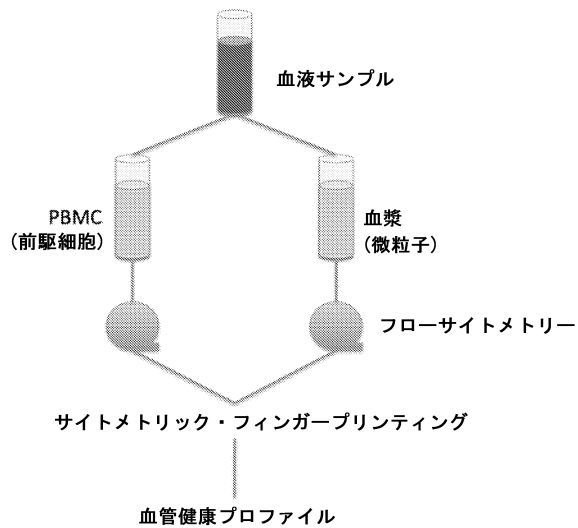 血液サンプル
PBMC
(前駆細胞)
血漿
(微粒子)
フローサイトメトリー
サイトメトリック・フィンガープリンティング
血管健康プロファイル